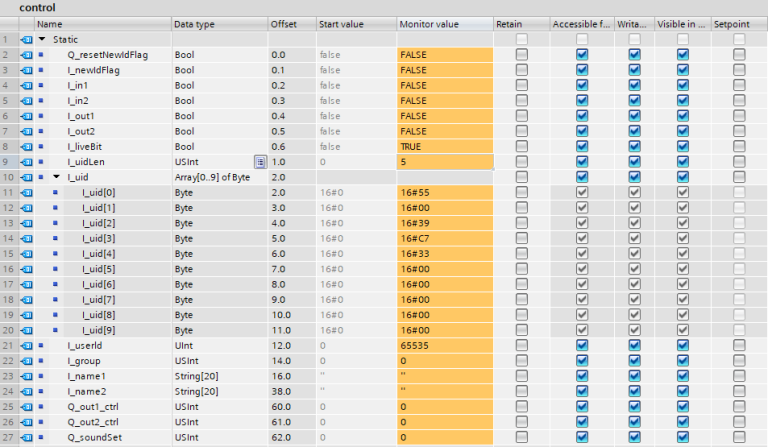 control
Name Data type Offset Start value Monitor value Retain Accessible f... Writa... Visible in ... Setpoint
1 Static
2 Q_resetNewIdFlag Bool 0.0 false FALSE
3 I_newIdFlag Bool 0.1 false FALSE
4 I_in1 Bool 0.2 false FALSE
5 I_in2 Bool 0.3 false FALSE
6 I_out1 Bool 0.4 false FALSE
7 I_out2 Bool 0.5 false FALSE
8 I_liveBit Bool 0.6 false TRUE
9 I_uidLen USInt 1.0 0 5
10 I_uid Array[0..9] of Byte 2.0
11 I_uid[0] Byte 2.0 16#0 16#55
12 I_uid[1] Byte 3.0 16#0 16#00
13 I_uid[2] Byte 4.0 16#0 16#39
14 I_uid[3] Byte 5.0 16#0 16#C7
15 I_uid[4] Byte 6.0 16#0 16#33
16 I_uid[5] Byte 7.0 16#0 16#00
17 I_uid[6] Byte 8.0 16#0 16#00
18 I_uid[7] Byte 9.0 16#0 16#00
19 I_uid[8] Byte 10.0 16#0 16#00
20 I_uid[9] Byte 11.0 16#0 16#00
21 I_userId UInt 12.0 0 65535
22 I_group USInt 14.0 0 0
23 I_name1 String[20] 16.0 '' ''
24 I_name2 String[20] 38.0 '' ''
25 Q_out1_ctrl USInt 60.0 0 0
26 Q_out2_ctrl USInt 61.0 0 0
27 Q_soundSet USInt 62.0 0 0